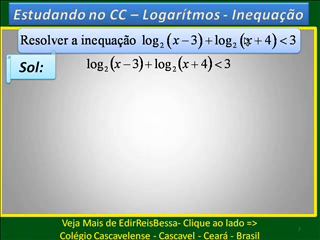 Estudando no CC – Logarítmos - Inequação
Resolver a inequação log₂(x−3)+log₂(x+4)<3
Sol:
log₂(x−3)+log₂(x+4)<3
Veja Mais de EdirReisBessa- Clique ao lado =>
Colégio Cascavelense - Cascavel - Ceará - Brasil